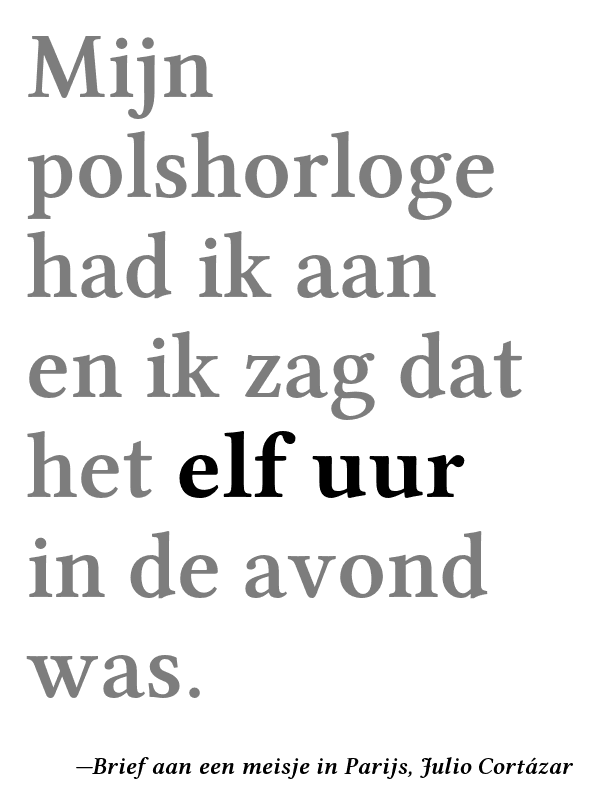 Mijn
polshorloge
had ik aan
en ik zag dat
het elf uur
in de avond
was.
—Brief aan een meisje in Parijs, Julio Cortázar